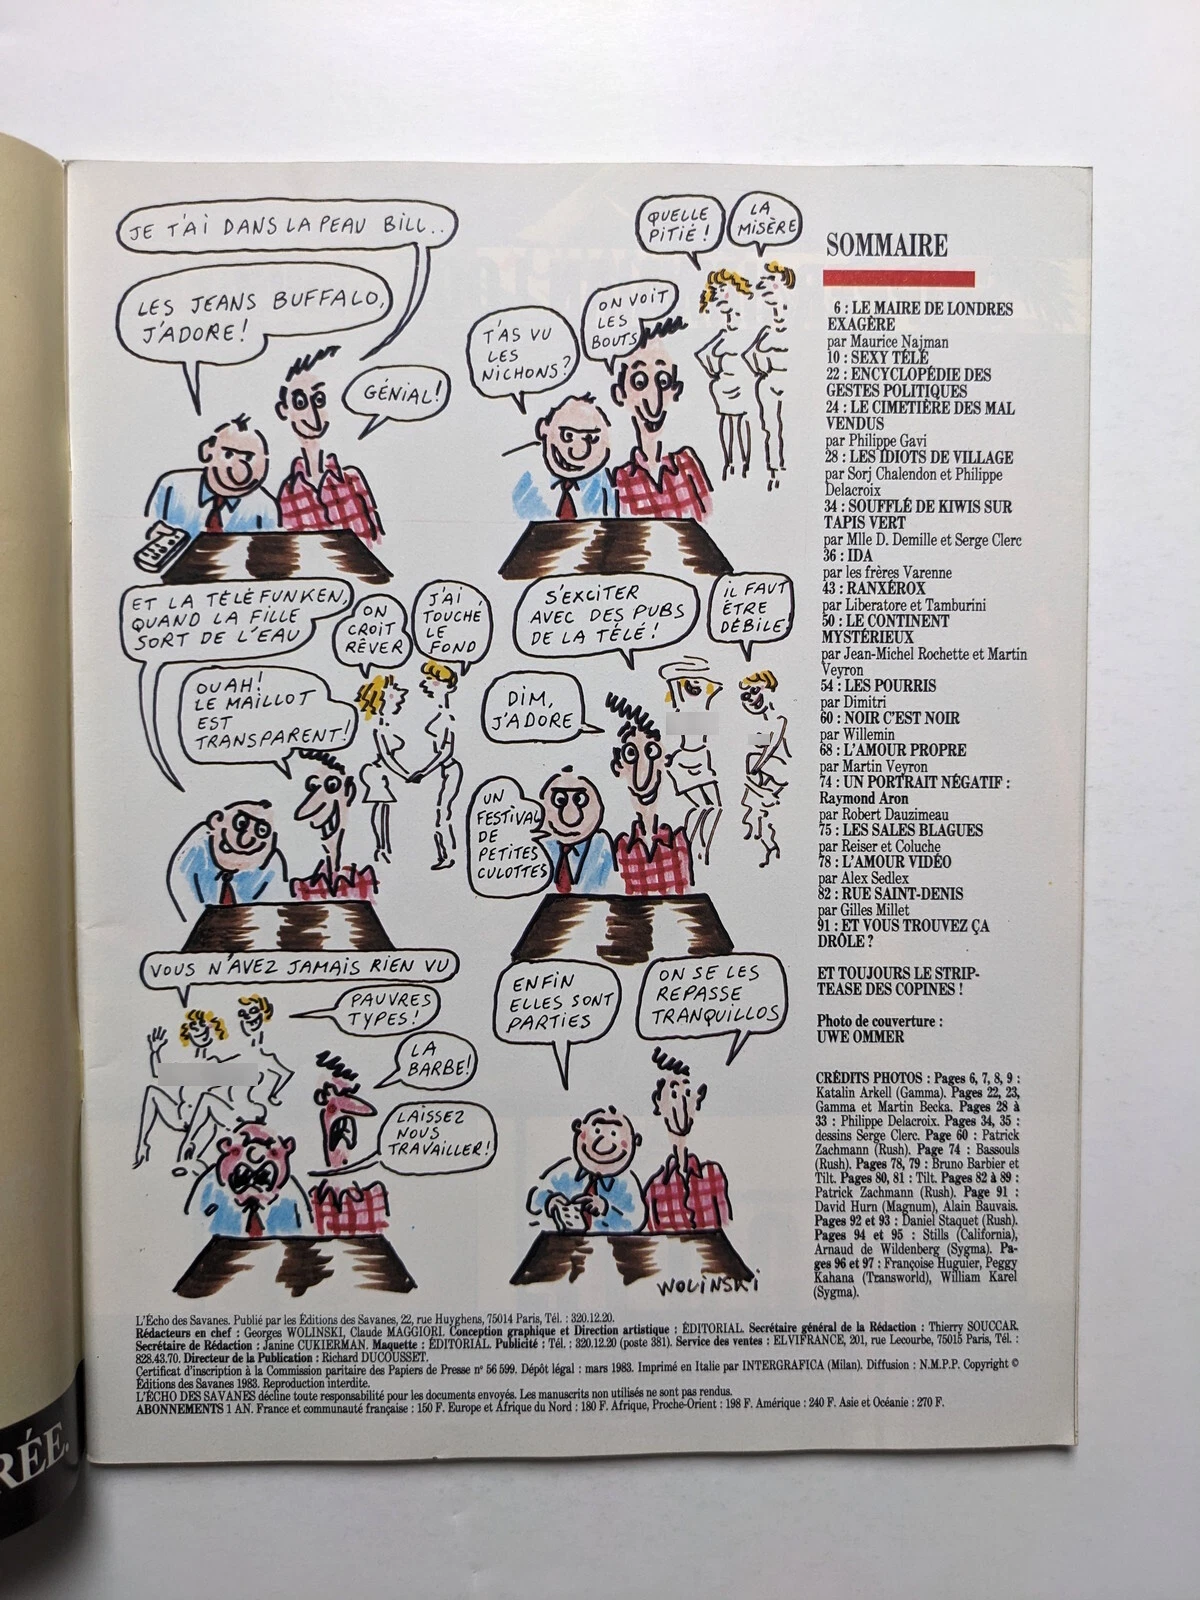 JE T'AI DANS LA PEAU BILL..
LES JEANS BUFFALO,
J'ADORE!
GÉNIAL!
T'AS VU
LES
NICHONS?
ON VOIT
LES
BOUTS
QUELLE
PITIÉ!
LA
MISÈRE
ET LA TÉLÉFUNKEN,
QUAND LA FILLE
SORT DE L'EAU
OUAH!
LE MAILLOT
EST
TRANSPARENT!
ON
CROIT
RÊVER
J'AI
TOUCHÉ
LE
FOND
S'EXCITER
AVEC DES PUBS
DE LA TÉLÉ!
IL FAUT
ÊTRE
DÉBILE
DIM,
J'ADORE
UN
FESTIVAL
DE
PETITES
CULOTTES
VOUS N'AVEZ JAMAIS RIEN VU
PAUVRES
TYPES!
LA
BARBE!
LAISSEZ
NOUS
TRAVAILLER!
ENFIN
ELLES SONT
PARTIES
ON SE LES
REPASSE
TRANQUILLOS
WOLINSKI
SOMMAIRE
6 : LE MAIRE DE LONDRES
EXAGÈRE
par Maurice Najman
10 : SEXY TÉLÉ
22 : ENCYCLOPÉDIE DES
GESTES POLITIQUES
24 : LE CIMETIÈRE DES MAL
VENDUS
par Philippe Gavi
28 : LES IDIOTS DE VILLAGE
par Sorj Chalendon et Philippe
Delacroix
34 : SOUFFLÉ DE KIWIS SUR
TAPIS VERT
par Mlle D. Demille et Serge Clerc
36 : IDA
par les frères Varenne
43 : RANXÉROX
par Liberatore et Tamburini
50 : LE CONTINENT
MYSTÉRIEUX
par Jean-Michel Rochette et Martin
Veyron
54 : LES POURRIS
par Dimitri
60 : NOIR C'EST NOIR
par Willemin
68 : L'AMOUR PROPRE
par Martin Veyron
74 : UN PORTRAIT NÉGATIF :
Raymond Aron
par Robert Dauzimeau
75 : LES SALES BLAGUES
par Reiser et Coluche
78 : L'AMOUR VIDÉO
par Alex Sedlex
82 : RUE SAINT-DENIS
par Gilles Millet
91 : ET VOUS TROUVEZ ÇA
DRÔLE ?
ET TOUJOURS LE STRIP-
TEASE DES COPINES !
Photo de couverture :
UWE OMMER
CRÉDITS PHOTOS : Pages 6, 7, 8, 9 :
Katalin Arkell (Gamma). Pages 22, 23,
Gamma et Martin Becka. Pages 28 à
33 : Philippe Delacroix. Pages 34, 35 :
dessins Serge Clerc. Page 60 : Patrick
Zachmann (Rush). Page 74 : Bassouls
(Rush). Pages 78, 79 : Bruno Barbier et
Tilt. Pages 80, 81 : Tilt. Pages 82 à 89 :
Patrick Zachmann (Rush). Page 91 :
David Hurn (Magnum), Alain Bauvais.
Pages 92 et 93 : Daniel Staquet (Rush).
Pages 94 et 95 : Stills (California),
Arnaud de Wildenberg (Sygma). Pa-
ges 96 et 97 : Françoise Huguier, Peggy
Kahana (Transworld), William Karel
(Sygma).
L'Écho des Savanes. Publié par les Éditions des Savanes, 22, rue Huyghens, 75014 Paris, Tél. : 320.12.20.
Rédacteurs en chef : Georges WOLINSKI, Claude MAGGIORI. Conception graphique et Direction artistique : ÉDITORIAL. Secrétaire général de la Rédaction : Thierry SOUCCAR.
Secrétaire de Rédaction : Janine CUKIERMAN. Maquette : ÉDITORIAL. Publicité : Tél. : 320.12.20 (poste 381). Service des ventes : ELVIFRANCE, 201, rue Lecourbe, 75015 Paris, Tél. :
828.43.70. Directeur de la Publication : Richard DUCOUSSET.
Certificat d'inscription à la Commission paritaire des Papiers de Presse n° 56 599. Dépôt légal : mars 1983. Imprimé en Italie par INTERGRAFICA (Milan). Diffusion : N.M.P.P. Copyright ©
Éditions des Savanes 1983. Reproduction interdite.
L'ÉCHO DES SAVANES décline toute responsabilité pour les documents envoyés. Les manuscrits non utilisés ne sont pas rendus.
ABONNEMENTS 1 AN. France et communauté française : 150 F. Europe et Afrique du Nord : 180 F. Afrique, Proche-Orient : 198 F. Amérique : 240 F. Asie et Océanie : 270 F.
RÉE.